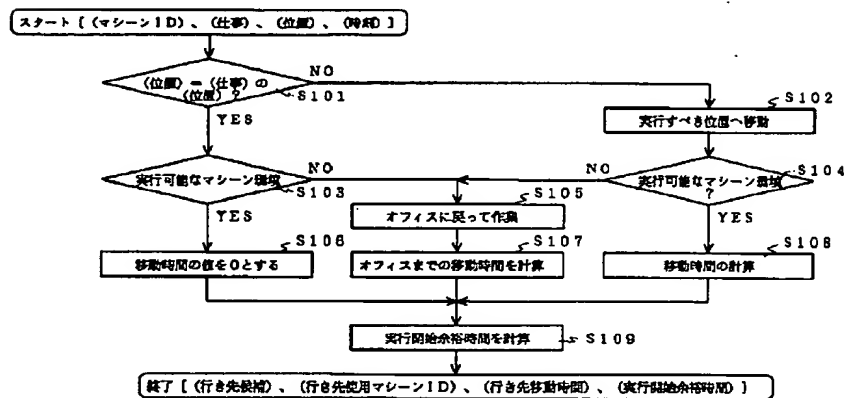 スタート［（マシーンＩＤ）、（仕事）、（位置）、（時刻）］
（位置）＝（仕事）の
（位置）？
S101
NO
YES
S102
実行すべき位置へ移動
実行可能なマシーン環境
S103
NO
YES
NO
実行可能なマシーン環境
？
S104
YES
S105
オフィスに戻って作業
S106
移動時間の値を０とする
S107
オフィスまでの移動時間を計算
S108
移動時間の計算
実行開始余裕時間を計算
S109
終了［（行き先候補）、（行き先使用マシーンＩＤ）、（行き先移動時間）、（実行開始余裕時間）］